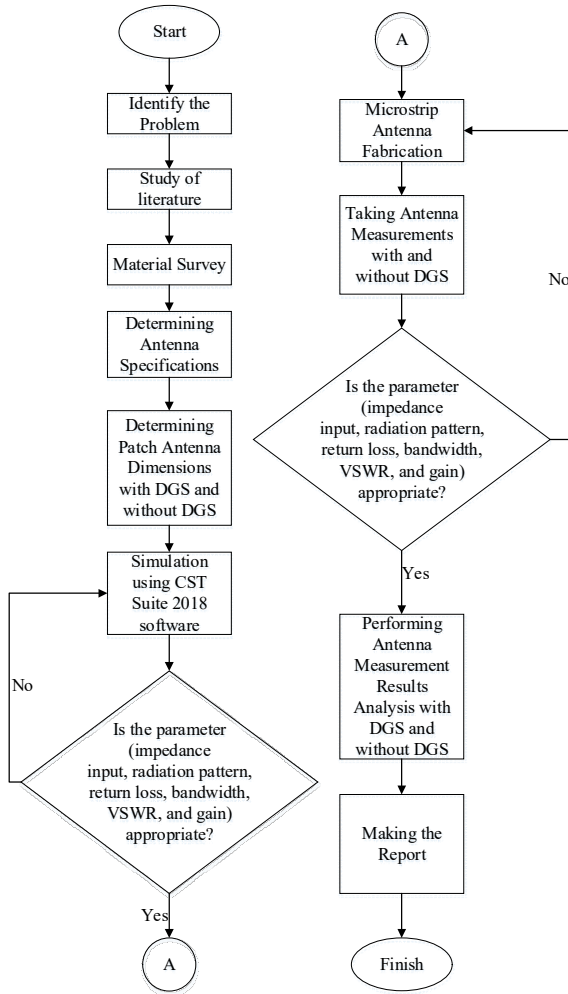 Start
Identify the
Problem
Study of
literature
Material Survey
Determining
Antenna
Specifications
Determining
Patch Antenna
Dimensions
with DGS and
without DGS
Simulation
using CST
Suite 2018
software
No
Is the parameter
(impedance
input, radiation pattern,
return loss, bandwidth,
VSWR, and gain)
appropriate?
Yes
A
A
Microstrip
Antenna
Fabrication
Taking Antenna
Measurements
with and
without DGS
No
Is the parameter
(impedance
input, radiation pattern,
return loss, bandwidth,
VSWR, and gain)
appropriate?
Yes
Performing
Antenna
Measurement
Results
Analysis with
DGS and
without DGS
Making the
Report
Finish